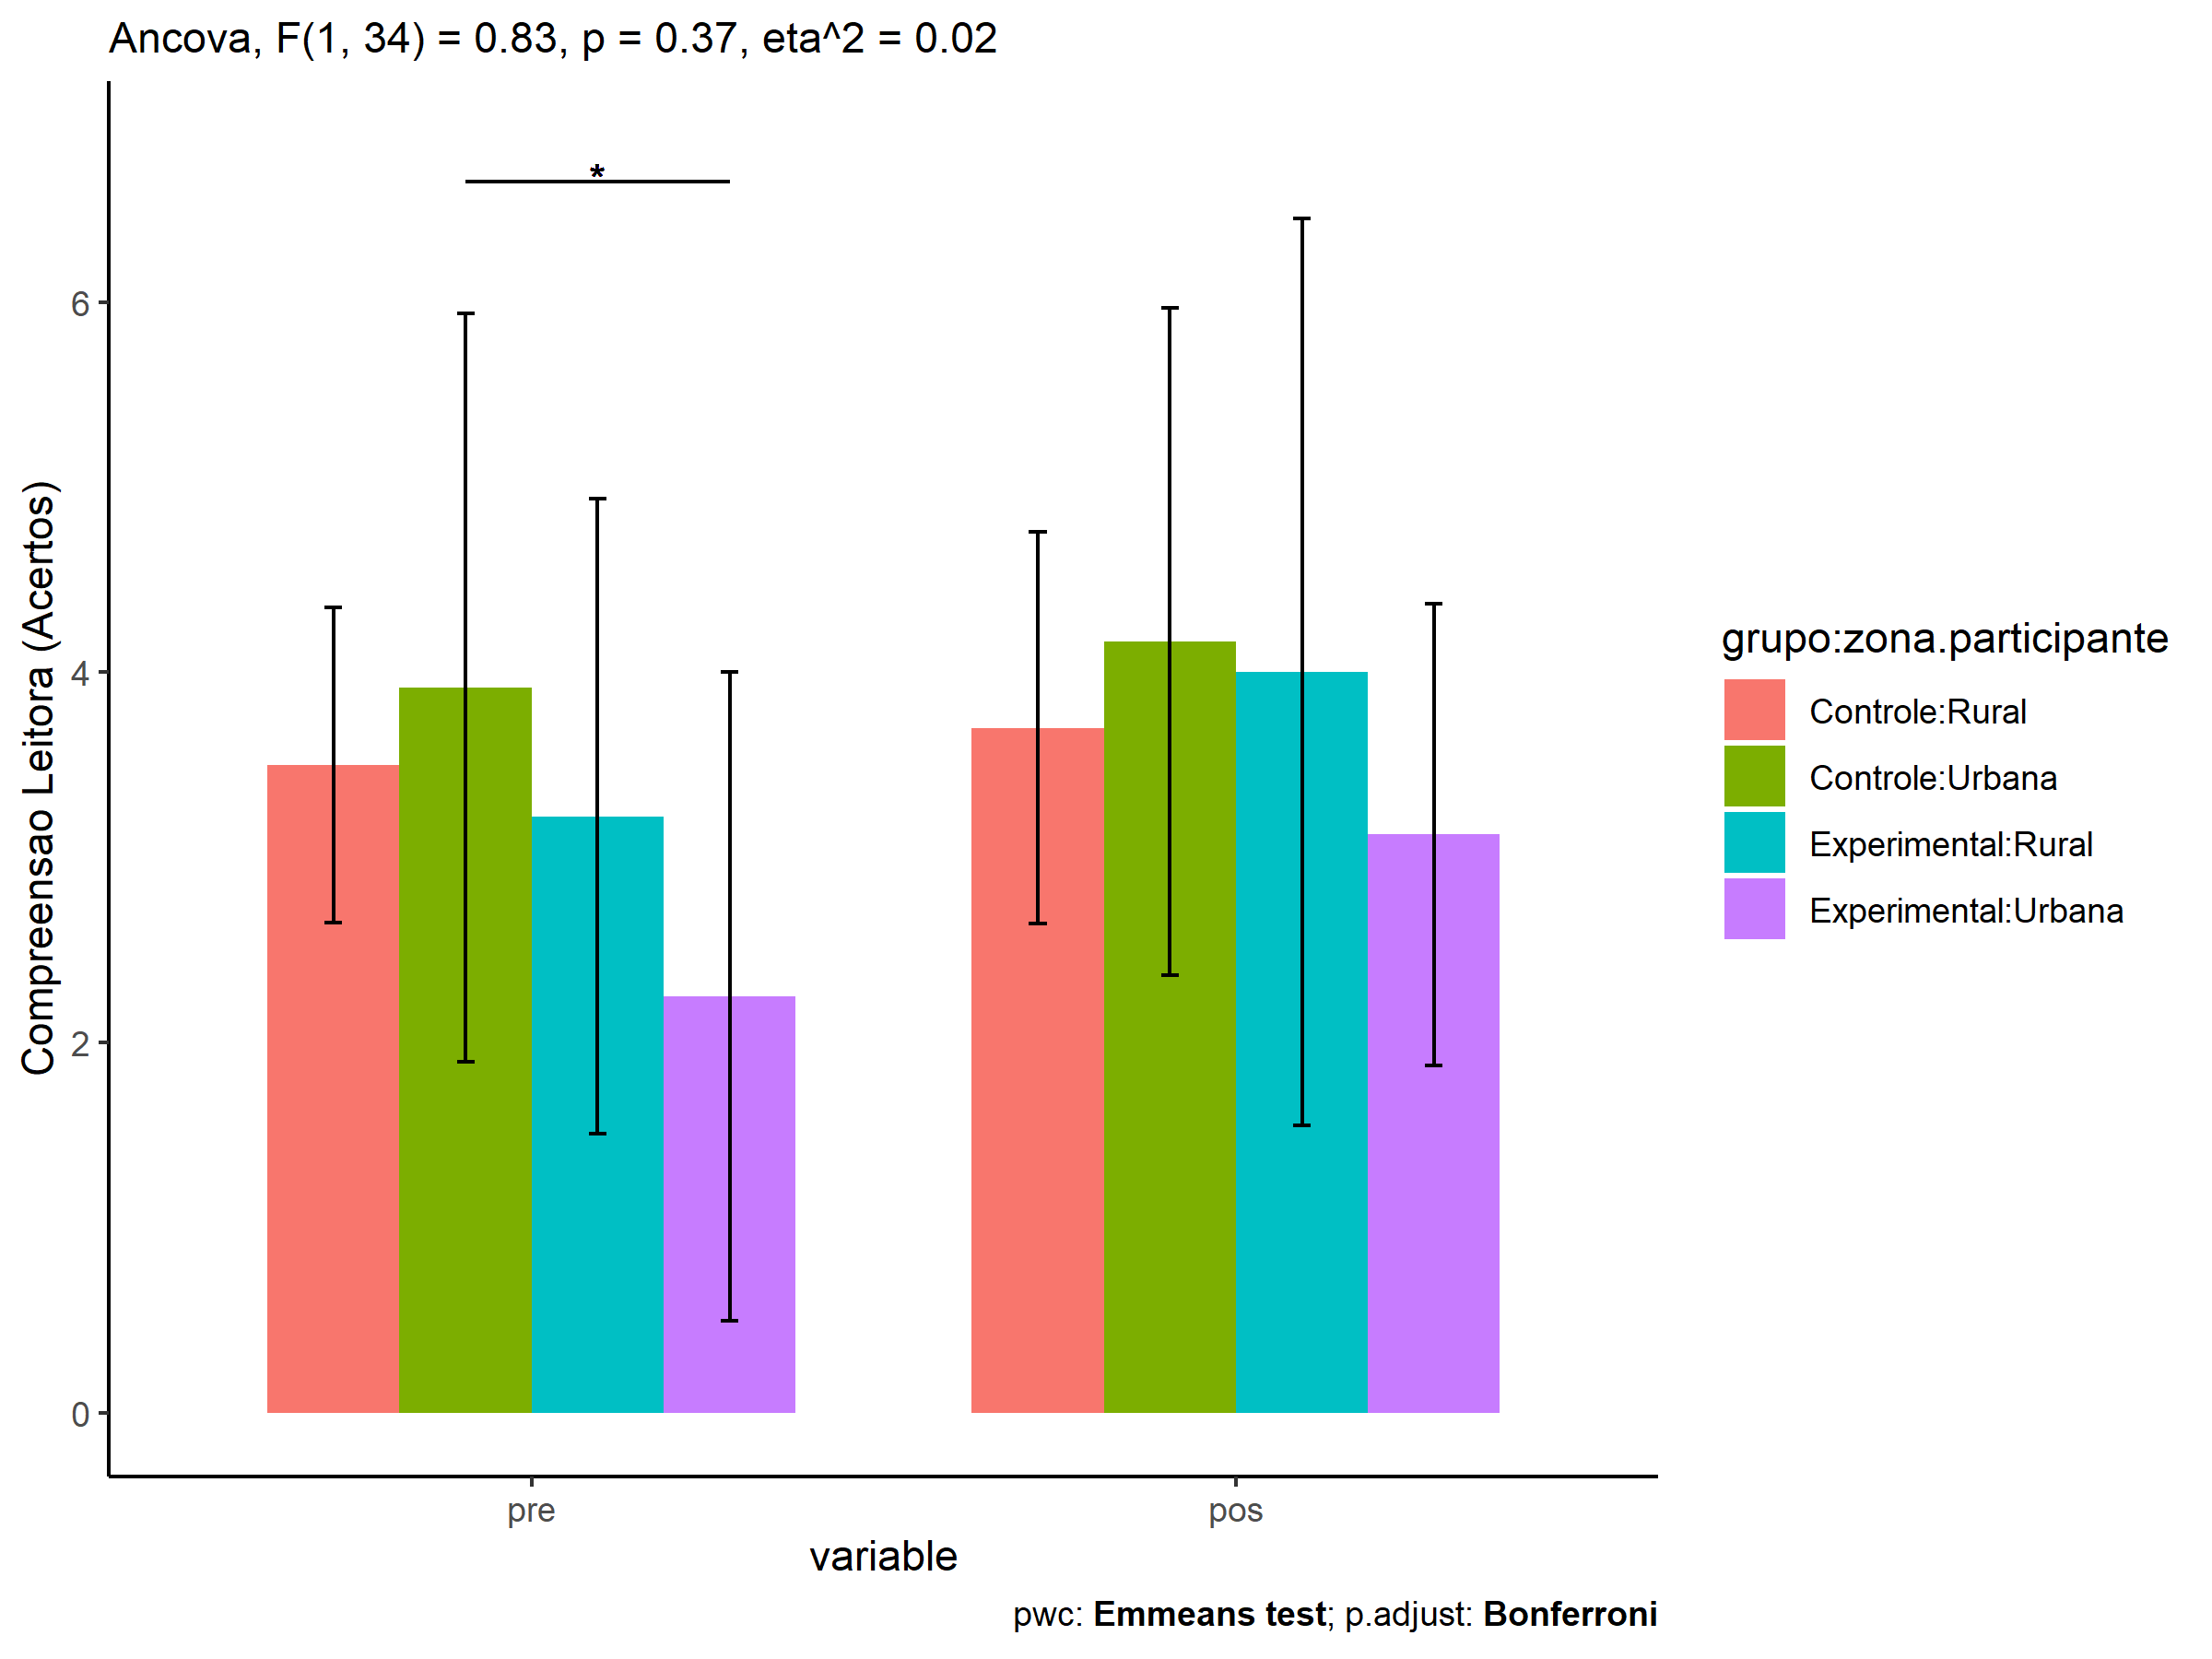 Ancova, F(1, 34) = 0.83, p = 0.37, eta^2 = 0.02
*
6
4
2
0
Compreensao Leitora (Acertos)
pre
pos
variable
grupo:zona.participante
Controle:Rural
Controle:Urbana
Experimental:Rural
Experimental:Urbana
pwc: Emmeans test; p.adjust: Bonferroni